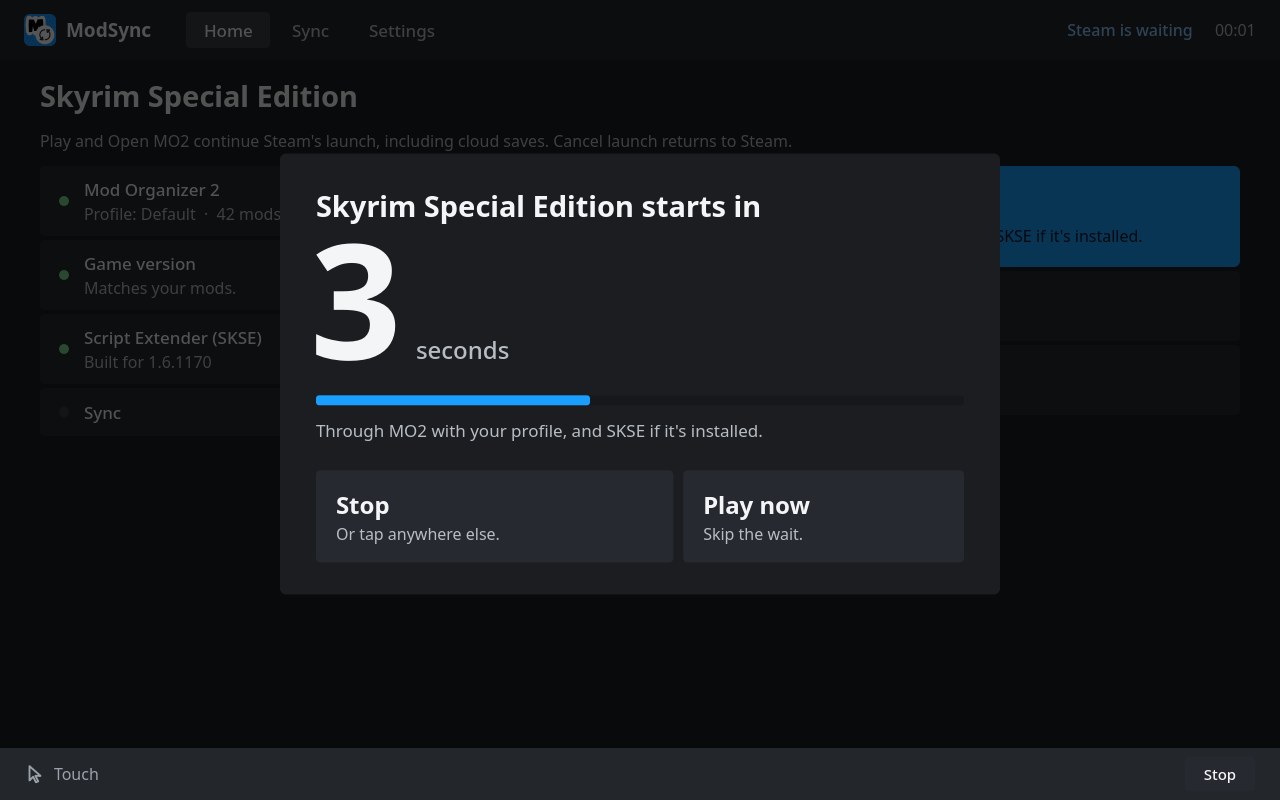 ModSync
Home
Sync
Settings
Steam is waiting
00:01
Skyrim Special Edition
Play and Open MO2 continue Steam's launch, including cloud saves. Cancel launch returns to Steam.
Mod Organizer 2
Profile: Default · 42 mods
Game version
Matches your mods.
Script Extender (SKSE)
Built for 1.6.1170
Sync
SKSE if it's installed.
Skyrim Special Edition starts in
3 seconds
Through MO2 with your profile, and SKSE if it's installed.
Stop
Or tap anywhere else.
Play now
Skip the wait.
Touch
Stop